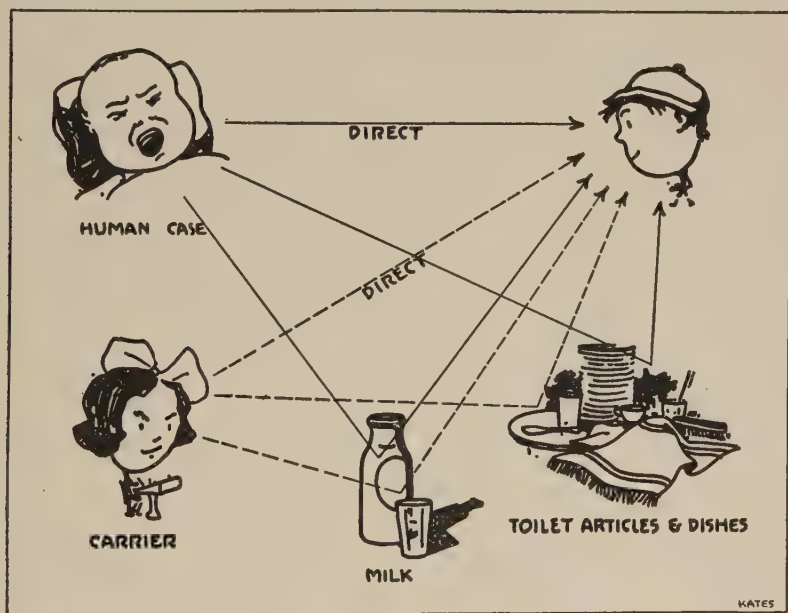 DIRECT
HUMAN CASE
DIRECT
CARRIER
MILK
TOILET ARTICLES & DISHES
KATES